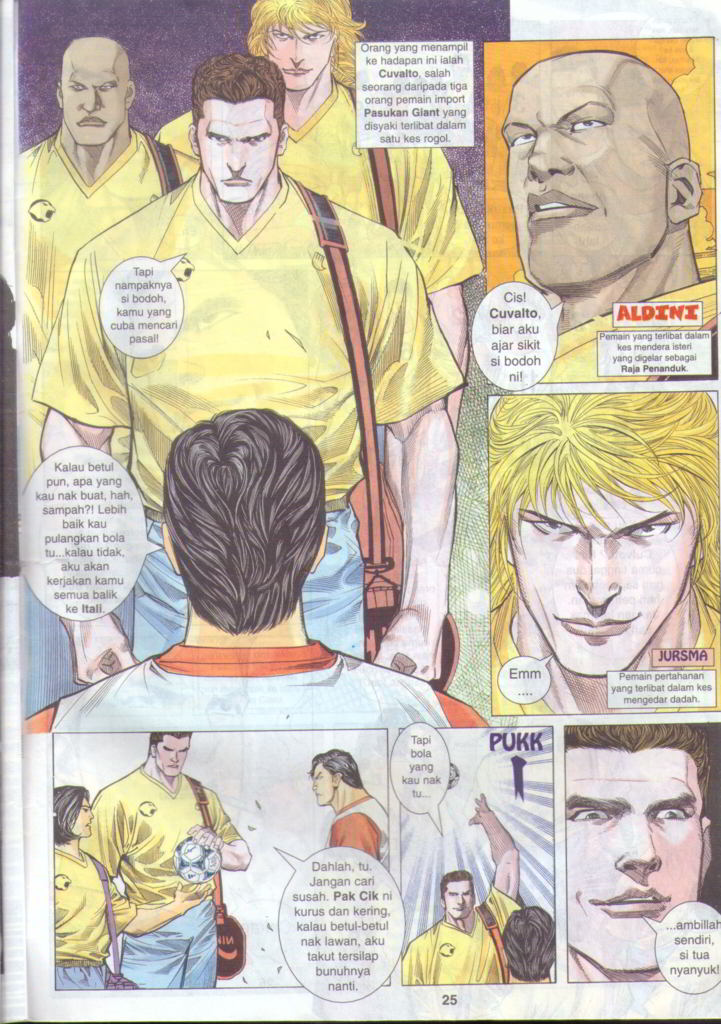 Orang yang menampil
ke hadapan ini ialah
Cuvalto, salah
seorang daripada tiga
orang pemain import
Pasukan Giant yang
disyaki terlibat dalam
satu kes rogol.
Tapi
nampaknya
si bodoh,
kamu yang
cuba mencari
pasal!
Cis!
Cuvalto,
biar aku
ajar sikit
si bodoh
ni!
ALDINI
Pemain yang terlibat dalam
kes mendera isteri
yang digelar sebagai
Raja Penanduk.
Kalau betul
pun, apa yang
kau nak buat, hah,
sampah?! Lebih
baik kau
pulangkan bola
tu...kalau tidak,
aku akan
kerjakan kamu
semua balik
ke Itali.
Emm
....
JURSMA
Pemain pertahanan
yang terlibat dalam kes
mengedar dadah.
Dahlah, tu.
Jangan cari
susah. Pak Cik ni
kurus dan kering,
kalau betul-betul
nak lawan, aku
takut tersilap
bunuhnya
nanti.
Tapi
bola
yang
kau nak
tu...
PUKK
!
...ambillah
sendiri,
si tua
nyanyuk!
25